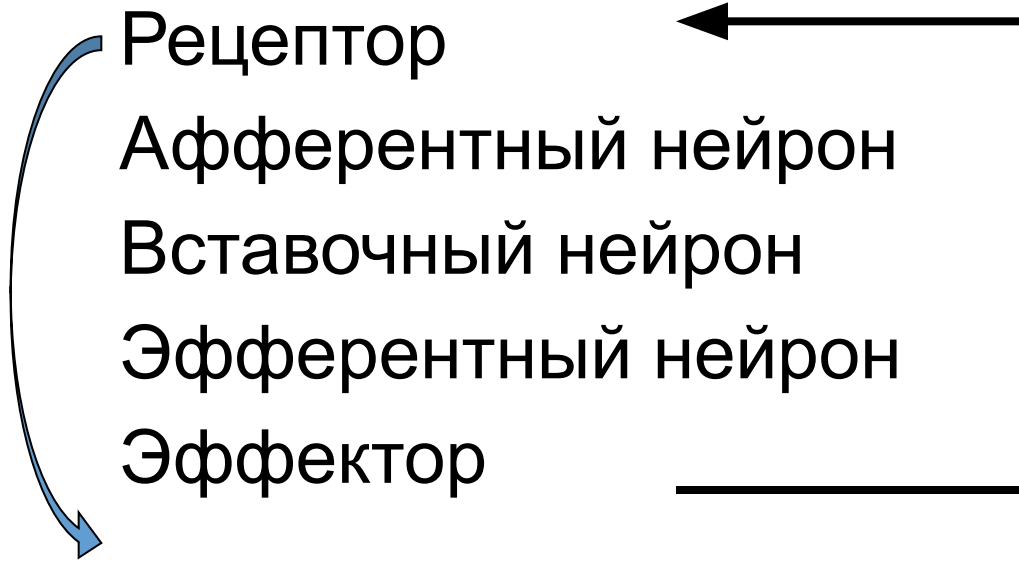 Рецептор
Афферентный нейрон
Вставочный нейрон
Эфферентный нейрон
Эффектор